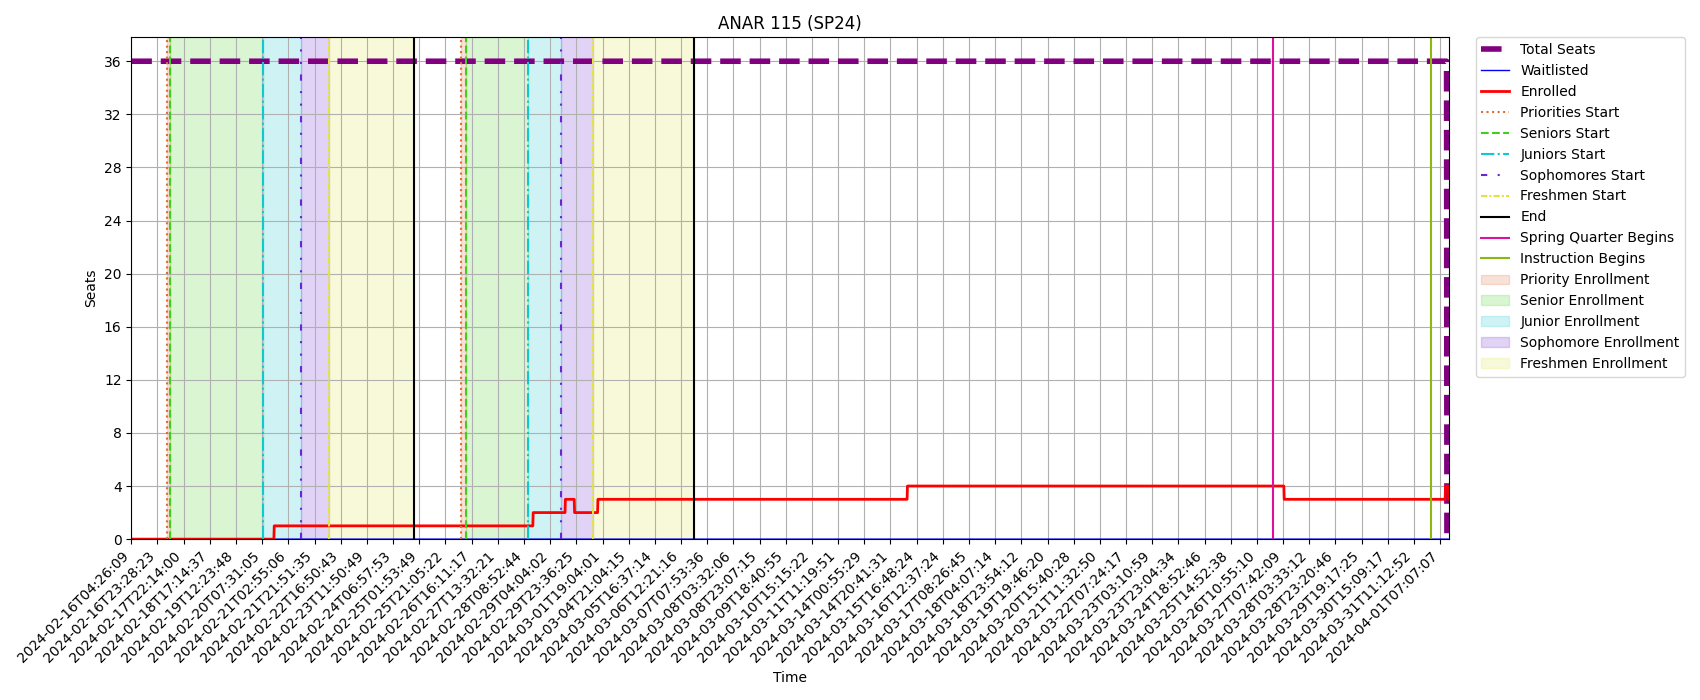 ANAR 115 (SP24)
Seats
36
32
28
24
20
16
12
8
4
0
2024-02-16T04:26:09
2024-02-16T23:28:23
2024-02-17T22:14:00
2024-02-18T17:14:37
2024-02-19T12:23:48
2024-02-20T07:31:05
2024-02-21T02:55:06
2024-02-21T21:51:35
2024-02-22T16:50:43
2024-02-23T11:50:49
2024-02-24T06:57:53
2024-02-25T01:53:49
2024-02-25T21:05:22
2024-02-26T16:11:17
2024-02-27T13:32:21
2024-02-28T08:52:44
2024-02-29T04:04:02
2024-02-29T23:36:25
2024-03-01T19:04:01
2024-03-04T21:04:15
2024-03-05T16:37:14
2024-03-06T12:21:16
2024-03-07T07:53:36
2024-03-08T03:32:06
2024-03-08T23:07:15
2024-03-09T18:40:55
2024-03-10T15:15:22
2024-03-11T11:19:51
2024-03-14T00:55:29
2024-03-14T20:41:31
2024-03-15T16:48:24
2024-03-16T12:37:24
2024-03-17T08:26:45
2024-03-18T04:07:14
2024-03-18T23:54:12
2024-03-19T19:46:20
2024-03-20T15:40:28
2024-03-21T11:32:50
2024-03-22T07:24:17
2024-03-23T03:10:59
2024-03-23T23:04:34
2024-03-24T18:52:46
2024-03-25T14:52:38
2024-03-26T10:55:10
2024-03-27T07:42:09
2024-03-28T03:33:12
2024-03-28T23:20:46
2024-03-29T19:17:25
2024-03-30T15:09:17
2024-03-31T11:12:52
2024-04-01T07:07:07
Time
Total Seats
Waitlisted
Enrolled
Priorities Start
Seniors Start
Juniors Start
Sophomores Start
Freshmen Start
End
Spring Quarter Begins
Instruction Begins
Priority Enrollment
Senior Enrollment
Junior Enrollment
Sophomore Enrollment
Freshmen Enrollment